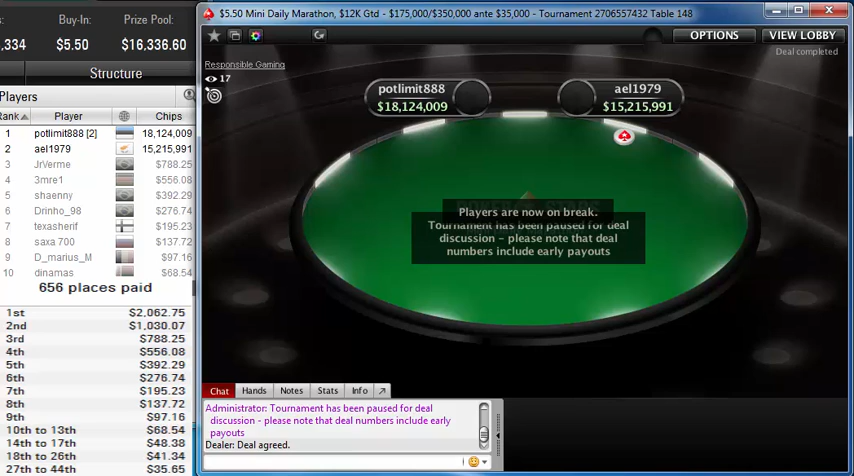 $5.50 Mini Daily Marathon, $12K Gtd - $175,000/$350,000 ante $35,000 - Tournament 2706557432 Table 148
Buy-In:
Prize Pool:
,334
$5.50
$16,336.60
Structure
Players
Rank
Player
Chips
1 potlimit888 [2] 18,124,009
2 ael1979 15,215,991
3 JrVerme $788.25
4 3mre1 $556.08
5 shaenny $392.29
6 Drinho_98 $276.74
7 texasherif $195.23
8 saxa 700 $137.72
9 D_marius_M $97.16
10 dinamas $68.54
656 places paid
1st $2,062.75
2nd $1,030.07
3rd $788.25
4th $556.08
5th $392.29
6th $276.74
7th $195.23
8th $137.72
9th $97.16
10th to 13th $68.54
14th to 17th $48.38
18th to 26th $41.34
27th to 44th $35.65
OPTIONS
VIEW LOBBY
Deal completed
Responsible Gaming
17
potlimit888
$18,124,009
ael1979
$15,215,991
Players are now on break.
Tournament has been paused for deal
discussion - please note that deal
numbers include early payouts
Chat Hands Notes Stats Info
Administrator: Tournament has been paused for deal
discussion - please note that deal numbers include early
payouts
Dealer: Deal agreed.